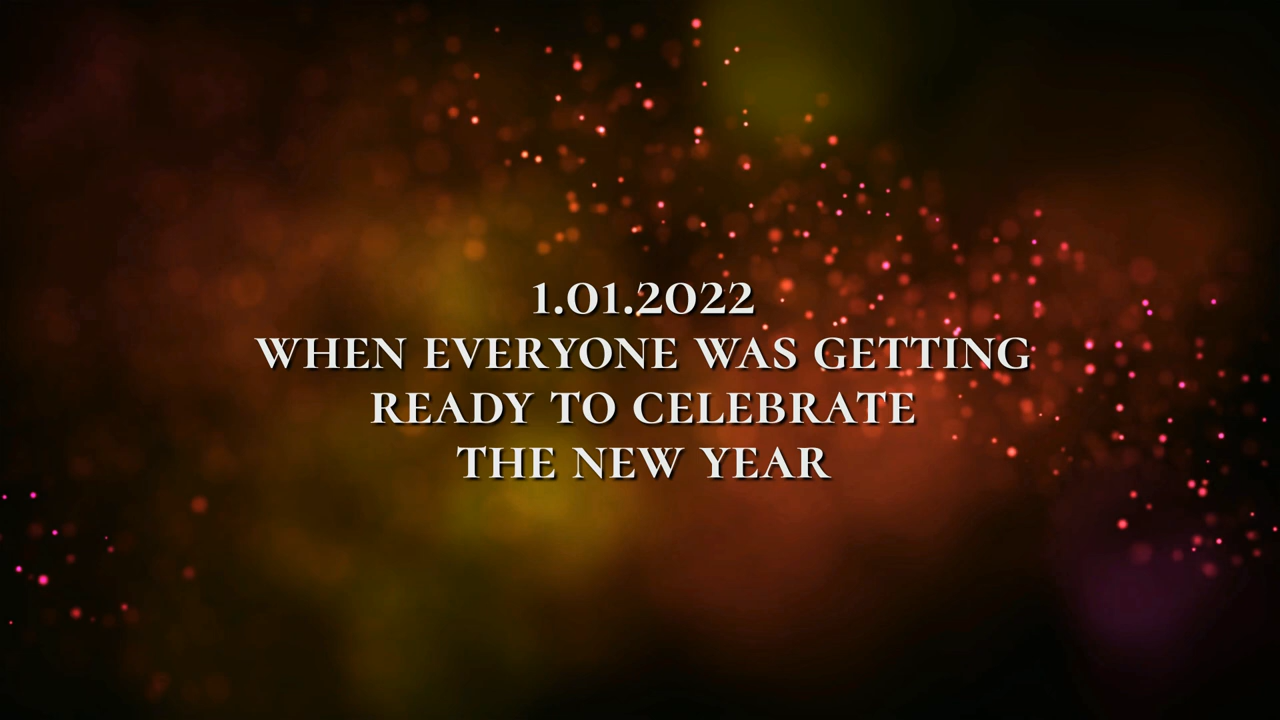 1.01.2022
WHEN EVERYONE WAS GETTING
READY TO CELEBRATE
THE NEW YEAR